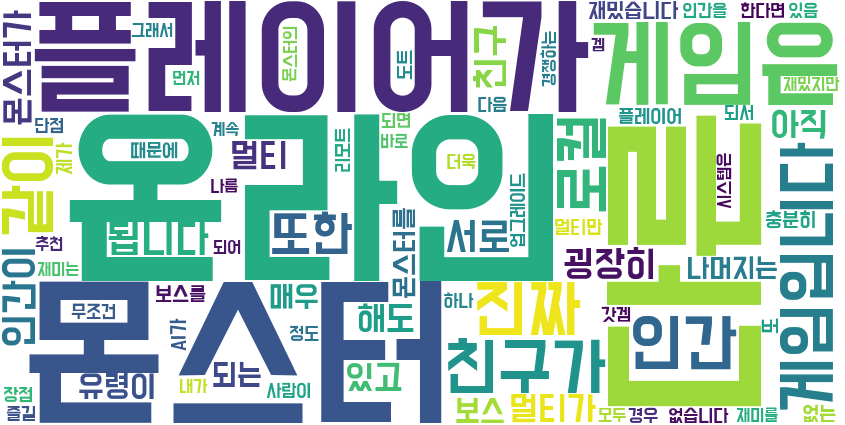 몬스터가
플레이어가
그래서
먼저
몬스터의
도트
친구
다음
경쟁하는
겜
재밌습니다
인간을
한다면
있음
게임은
재밌지만
단점
같이
제가
때문에
계속
나름
멀티
리모트
되면
바로
온라인
더욱
로컬
플레이어
되서
아직
만
시스템은
멀티만
충분히
게임입니다
추천
재미는
인간이
봅니다
되어
또한
몬스터를
서로
업그레이드
굉장히
나머지는
무조건
보스를
매우
정도
해도
하나
진짜
갓겜
버
몬스터
AI가
인간
한
장점
즐길
유령이
내가
되는
사람이
있고
친구가
보스
멀티가
모두
경우
없습니다
재미를
없는